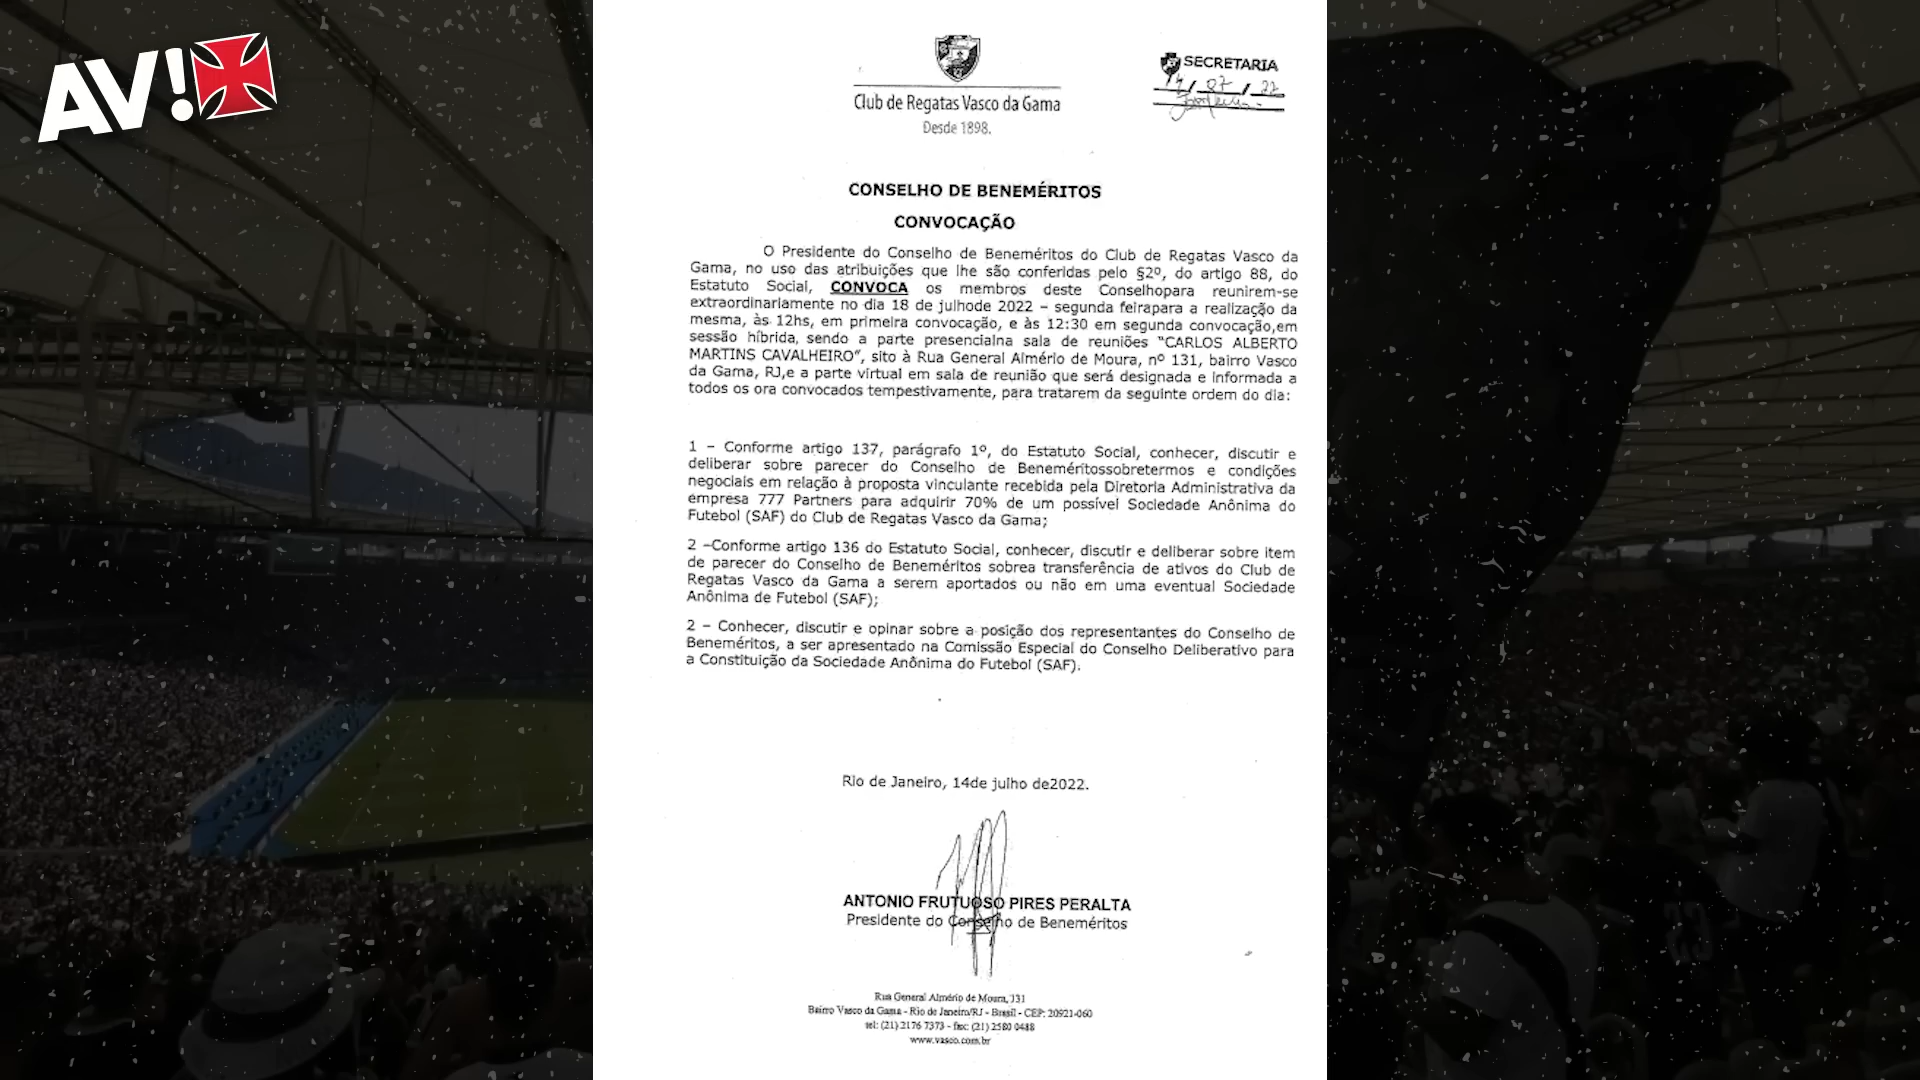 AV!
Club de Regatas Vasco da Gama
Desde 1898.
SECRETARIA
14/07/22
CONSELHO DE BENEMÉRITOS
CONVOCAÇÃO
O Presidente do Conselho de Beneméritos do Club de Regatas Vasco da
Gama, no uso das atribuições que lhe são conferidas pelo §2º, do artigo 88, do
Estatuto Social, CONVOCA os membros deste Conselhopara reunirem-se
extraordinariamente no dia 18 de julhode 2022 – segunda feirapara a realização da
mesma, às 12hs, em primeira convocação, e às 12:30 em segunda convocação,em
sessão híbrida, sendo a parte presencialna sala de reuniões “CARLOS ALBERTO
MARTINS CAVALHEIRO”, sito à Rua General Almério de Moura, nº 131, bairro Vasco
da Gama, RJ,e a parte virtual em sala de reunião que será designada e informada a
todos os ora convocados tempestivamente, para tratarem da seguinte ordem do dia:
1 – Conforme artigo 137, parágrafo 1º, do Estatuto Social, conhecer, discutir e
deliberar sobre parecer do Conselho de Beneméritossobretermos e condições
negociais em relação à proposta vinculante recebida pela Diretoria Administrativa da
empresa 777 Partners para adquirir 70% de um possível Sociedade Anônima do
Futebol (SAF) do Club de Regatas Vasco da Gama;
2 –Conforme artigo 136 do Estatuto Social, conhecer, discutir e deliberar sobre item
de parecer do Conselho de Beneméritos sobrea transferência de ativos do Club de
Regatas Vasco da Gama a serem aportados ou não em uma eventual Sociedade
Anônima de Futebol (SAF);
2 – Conhecer, discutir e opinar sobre a posição dos representantes do Conselho de
Beneméritos, a ser apresentado na Comissão Especial do Conselho Deliberativo para
a Constituição da Sociedade Anônima do Futebol (SAF).
Rio de Janeiro, 14de julho de2022.
ANTONIO FRUTUOSO PIRES PERALTA
Presidente do Conselho de Beneméritos
Rua General Almério de Moura, 131
Bairro Vasco da Gama - Rio de Janeiro/RJ - Brasil - CEP: 20921-060
tel: (21) 2176 7373 - fax: (21) 2580 0488
www.vasco.com.br